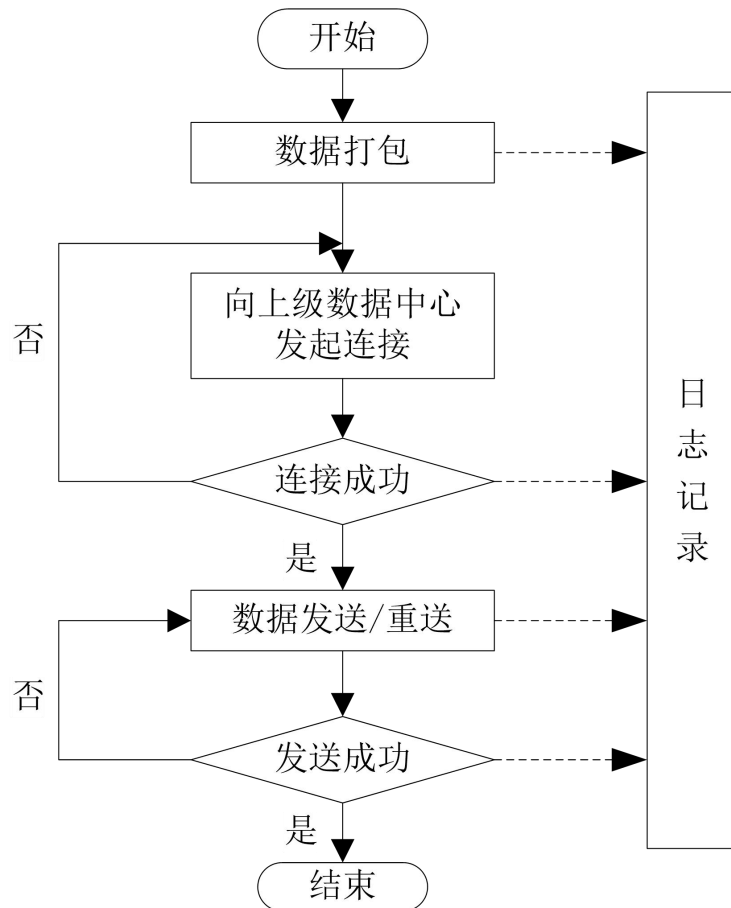 开始
数据打包
向上级数据中心
发起连接
否
连接成功
是
数据发送/重送
否
发送成功
是
结束
日志记录